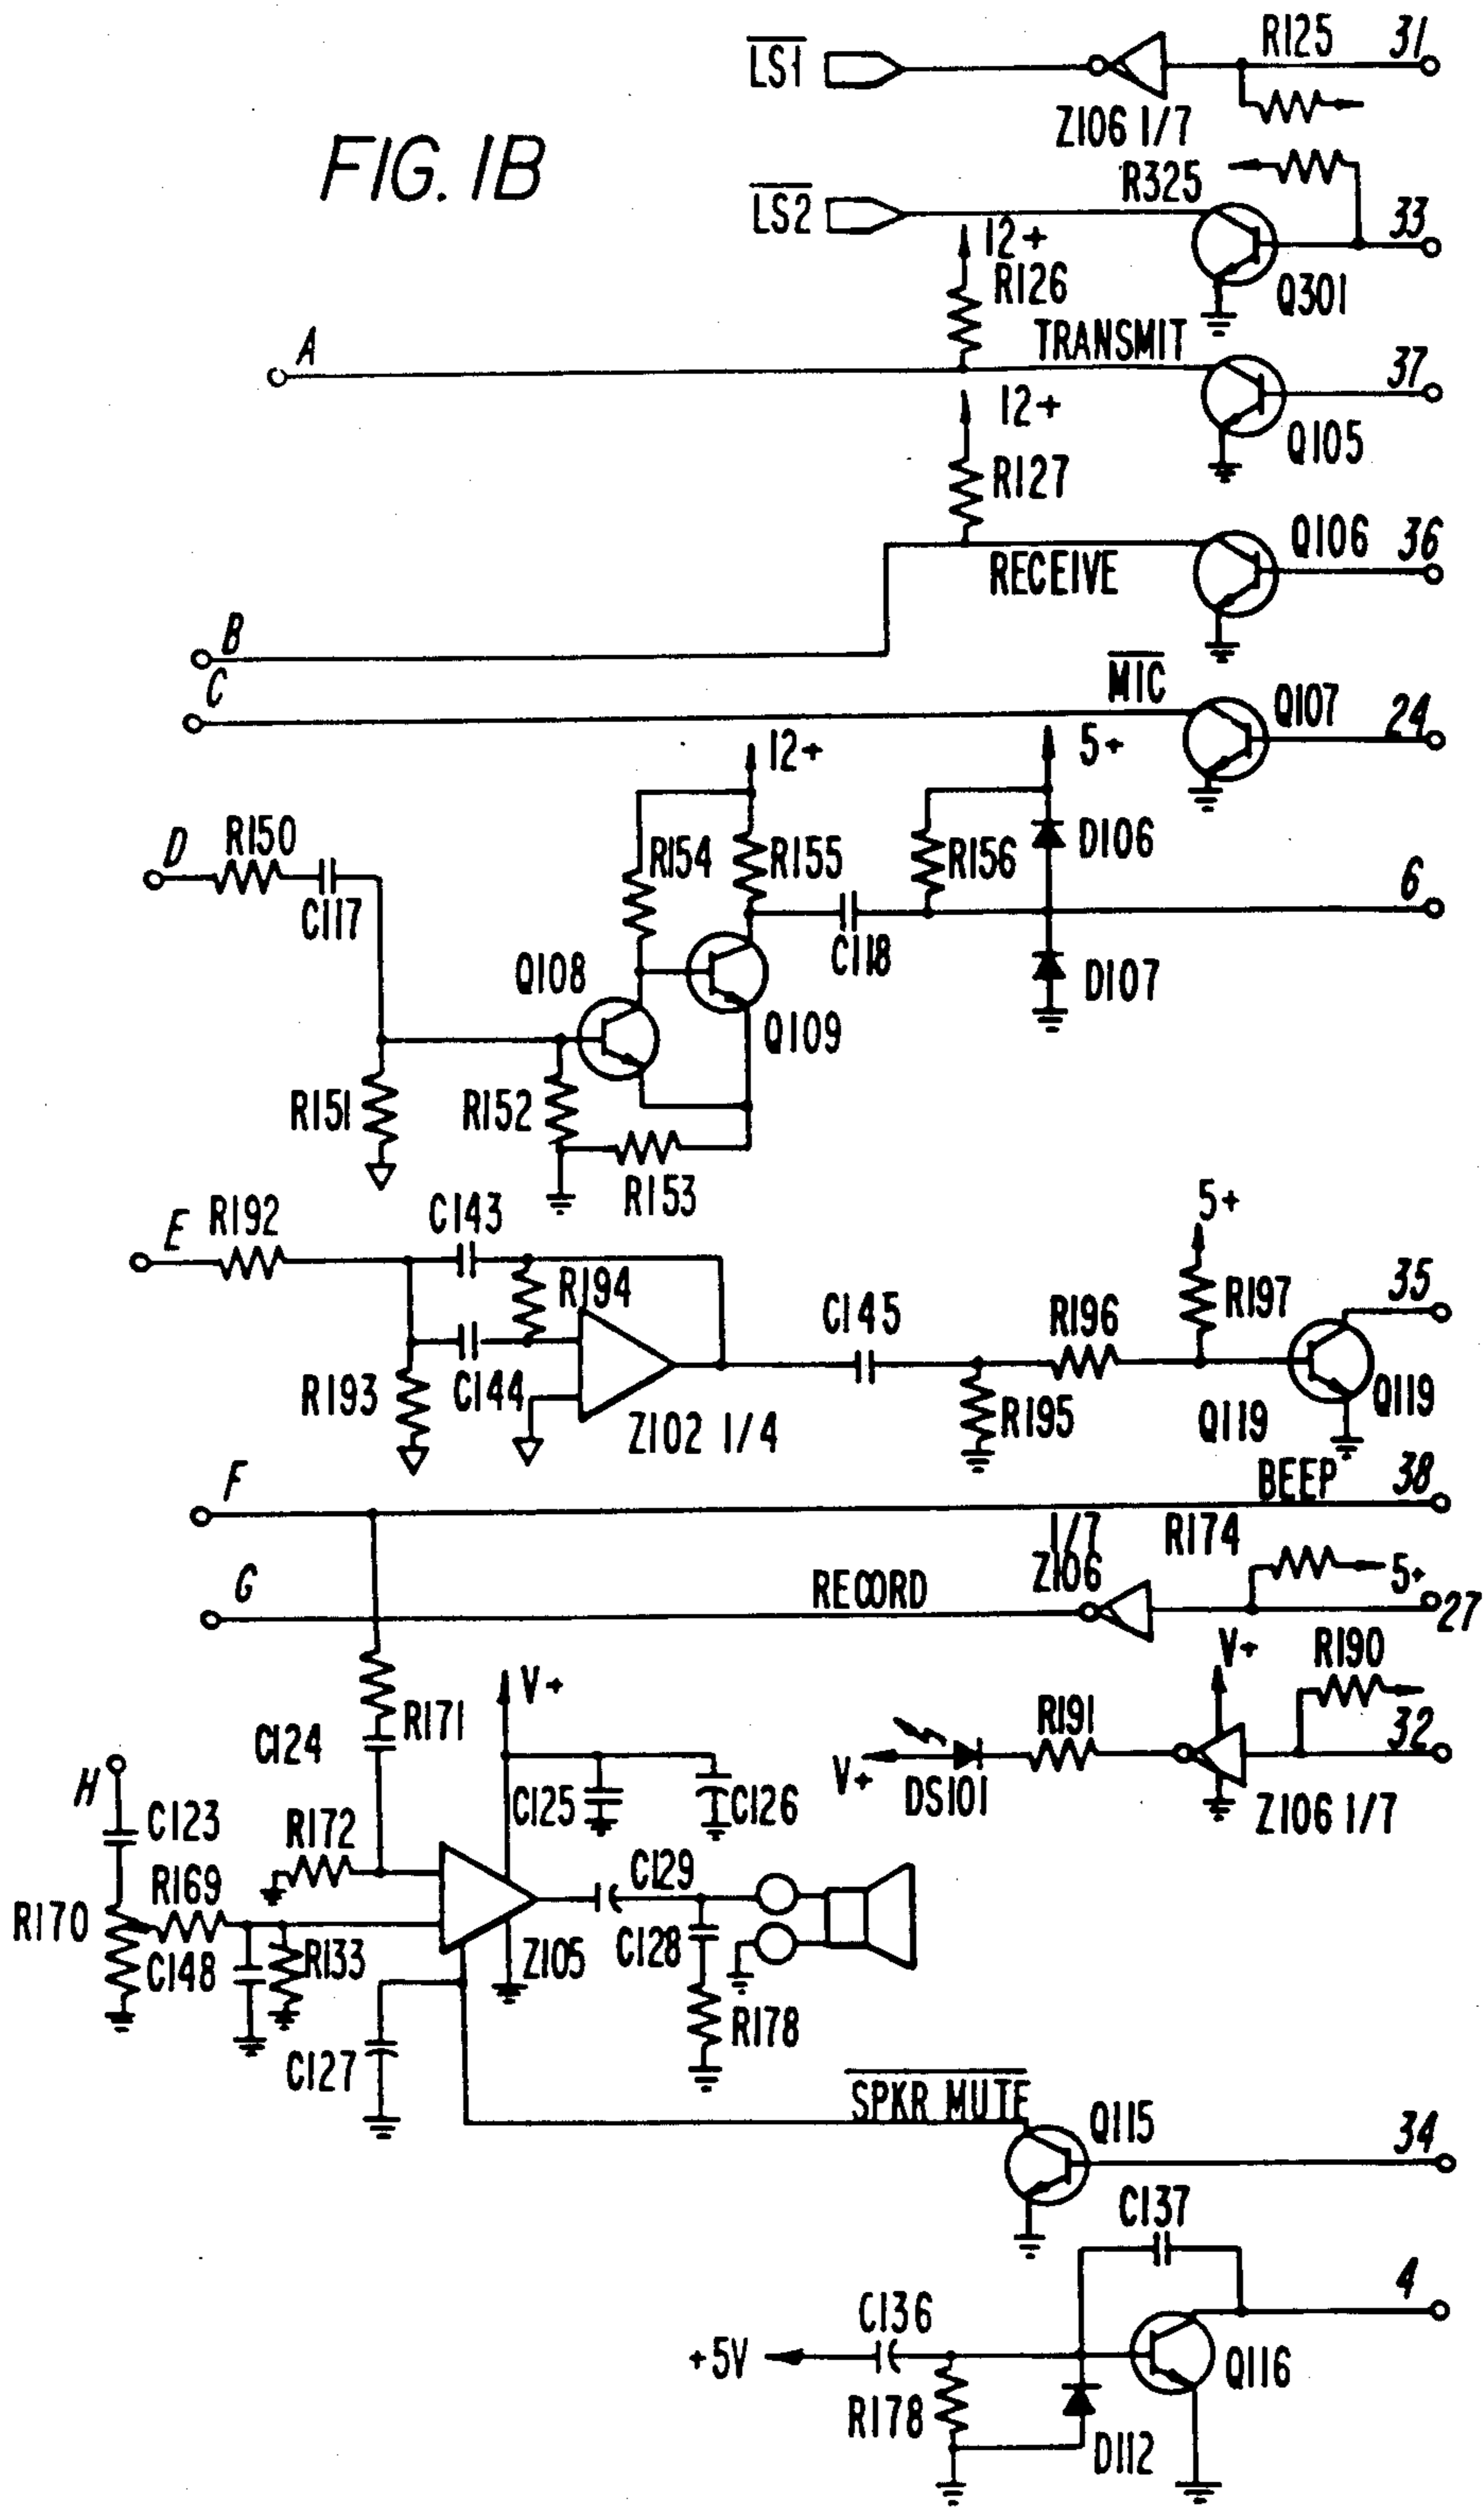 FIG. 1B
LS1
R125
31
Z106 1/7
R325
LS2
33
12+
R126
Q301
A
TRANSMIT
37
12+
Q105
R127
Q106
36
RECEIVE
B
C
MIC
Q107
24
12+
5+
D
R150
R154
R155
R156
D106
6
C117
C118
Q108
D107
Q109
R151
R152
R153
E
R192
C143
5+
R194
R197
35
C145
R196
R193
C144
Q119
R195
Q119
Z102 1/4
F
BEEP
38
1/7
R174
Z106
G
RECORD
5+
27
V+
R190
V+
R171
R191
32
C124
V+
DS101
H
C125
C126
Z106 1/7
C123
R172
C129
R169
R170
C148
R133
Z105
C128
R178
C127
SPKR MUTE
Q115
34
C137
4
C136
+5V
Q116
R178
D112